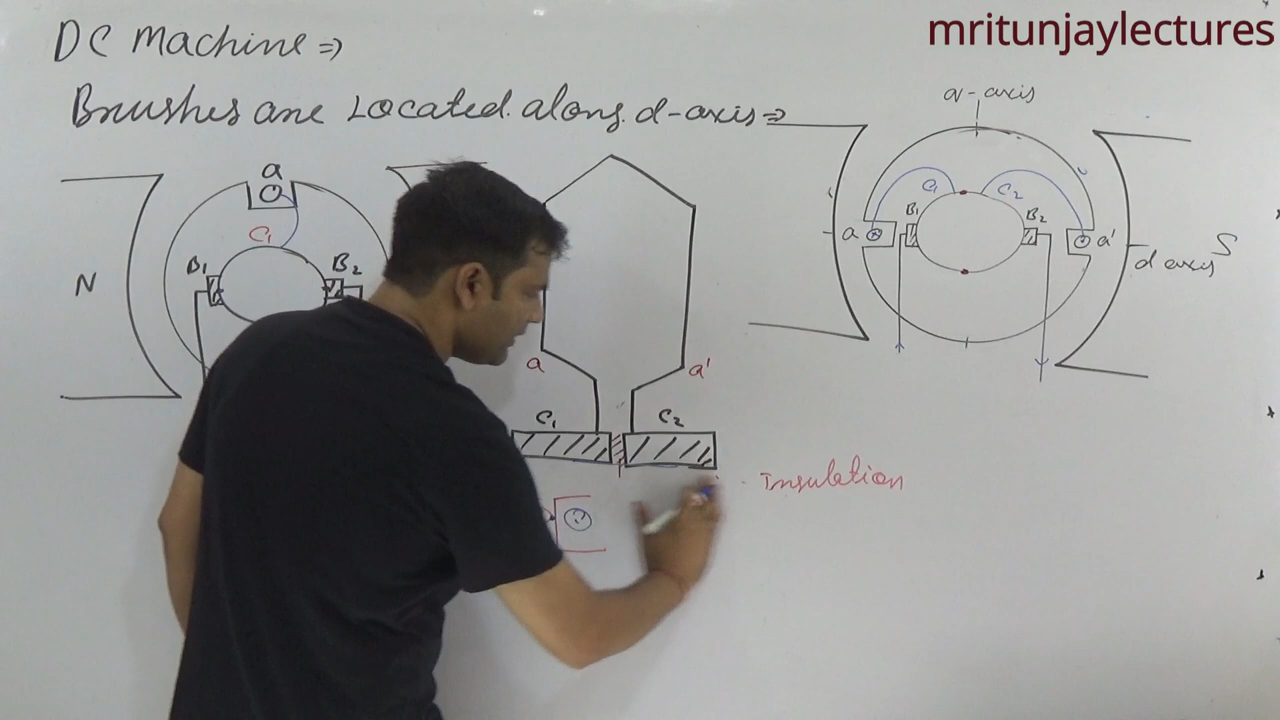 mritunjaylectures
DC Machine ⇒
Brushes are Located along d-axis ⇒
N
a
C1
B1
B2
a
a'
C1
C2
Insulation
q-axis
C1
C2
B1
B2
a
a'
d axis
S